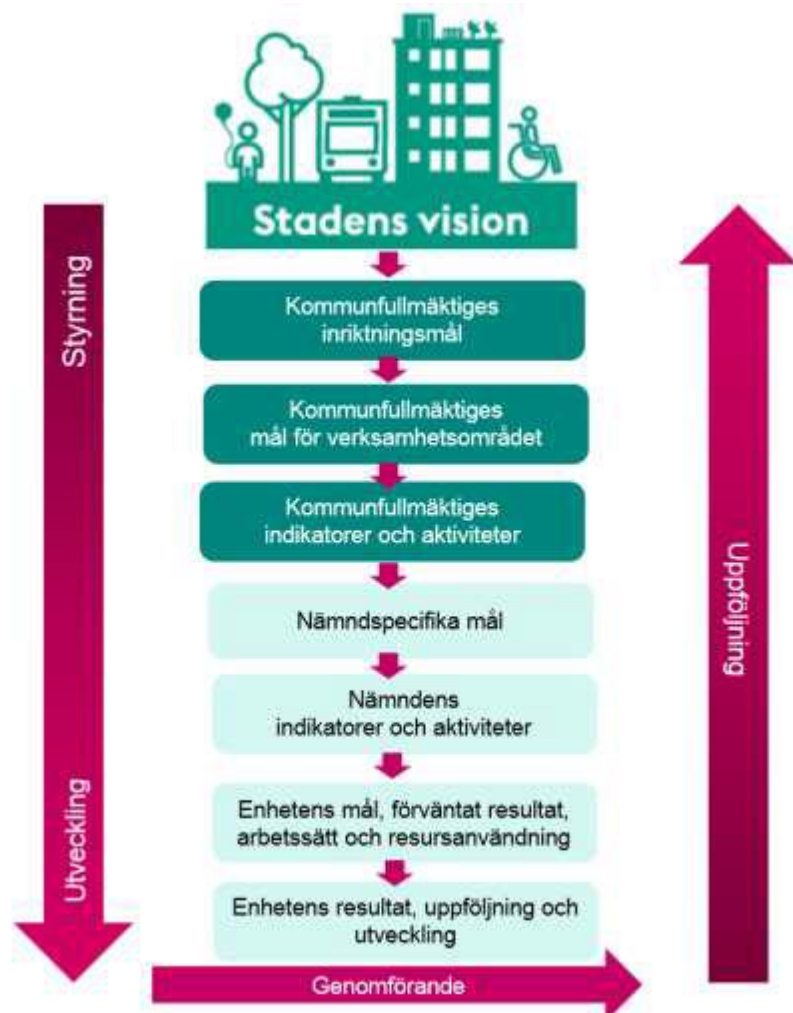 Stadens vision
Styrning
Kommunfullmäktiges
inriktningsmål
Kommunfullmäktiges
mål för verksamhetsområdet
Kommunfullmäktiges
indikatorer och aktiviteter
Nämndspecifika mål
Nämndens
indikatorer och aktiviteter
Enhetens mål, förväntat resultat,
arbetssätt och resursanvändning
Enhetens resultat, uppföljning och
utveckling
Utveckling
Genomförande
Uppföljning